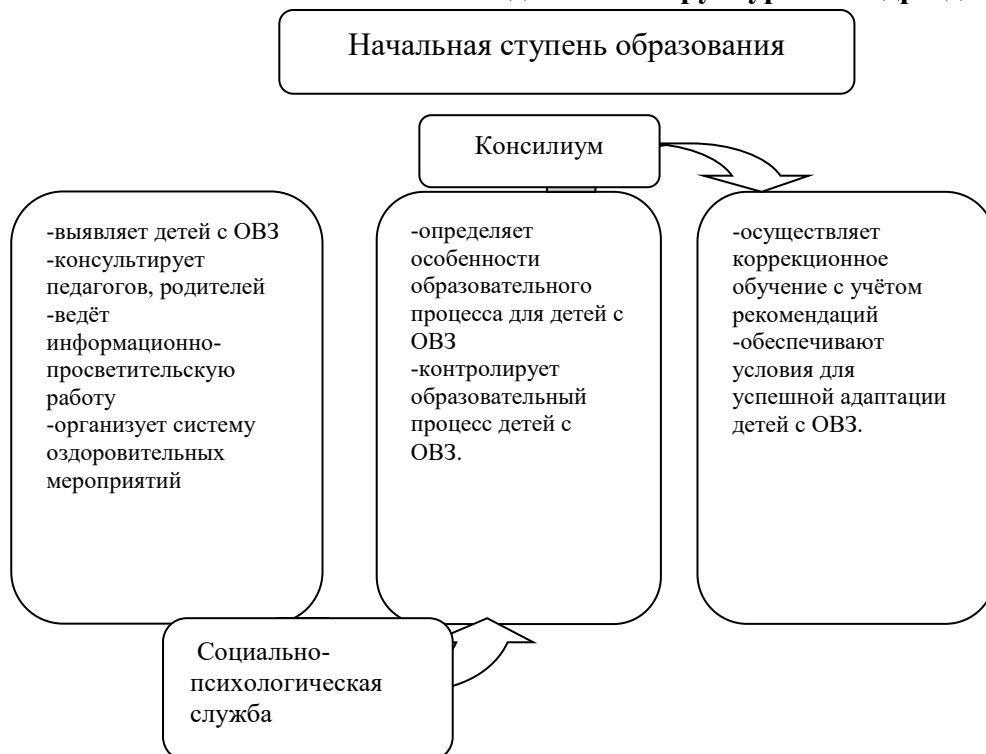 Начальная ступень образования
Консилиум
-выявляет детей с ОВЗ
-консультирует
педагогов, родителей
-ведёт
информационно-
просветительскую
работу
-организует систему
оздоровительных
мероприятий
-определяет
особенности
образовательного
процесса для детей с
ОВЗ
-контролирует
образовательный
процесс детей с
ОВЗ.
-осуществляет
коррекционное
обучение с учётом
рекомендаций
-обеспечивают
условия для
успешной адаптации
детей с ОВЗ.
Социально-
психологическая
служба